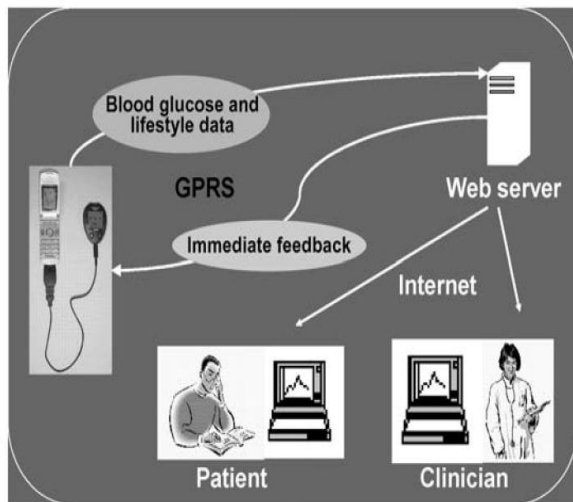 Blood glucose and
lifestyle data
GPRS
Web server
Immediate feedback
Internet
Patient
Clinician